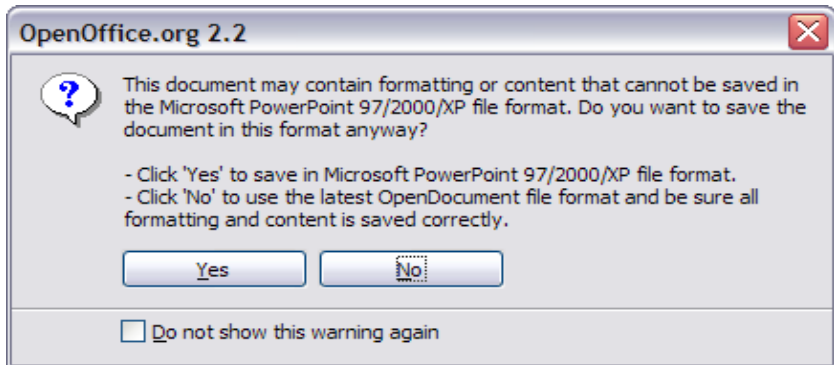 OpenOffice.org 2.2
This document may contain formatting or content that cannot be saved in
the Microsoft PowerPoint 97/2000/XP file format. Do you want to save the
document in this format anyway?
- Click 'Yes' to save in Microsoft PowerPoint 97/2000/XP file format.
- Click 'No' to use the latest OpenDocument file format and be sure all
formatting and content is saved correctly.
Yes
No
Do not show this warning again